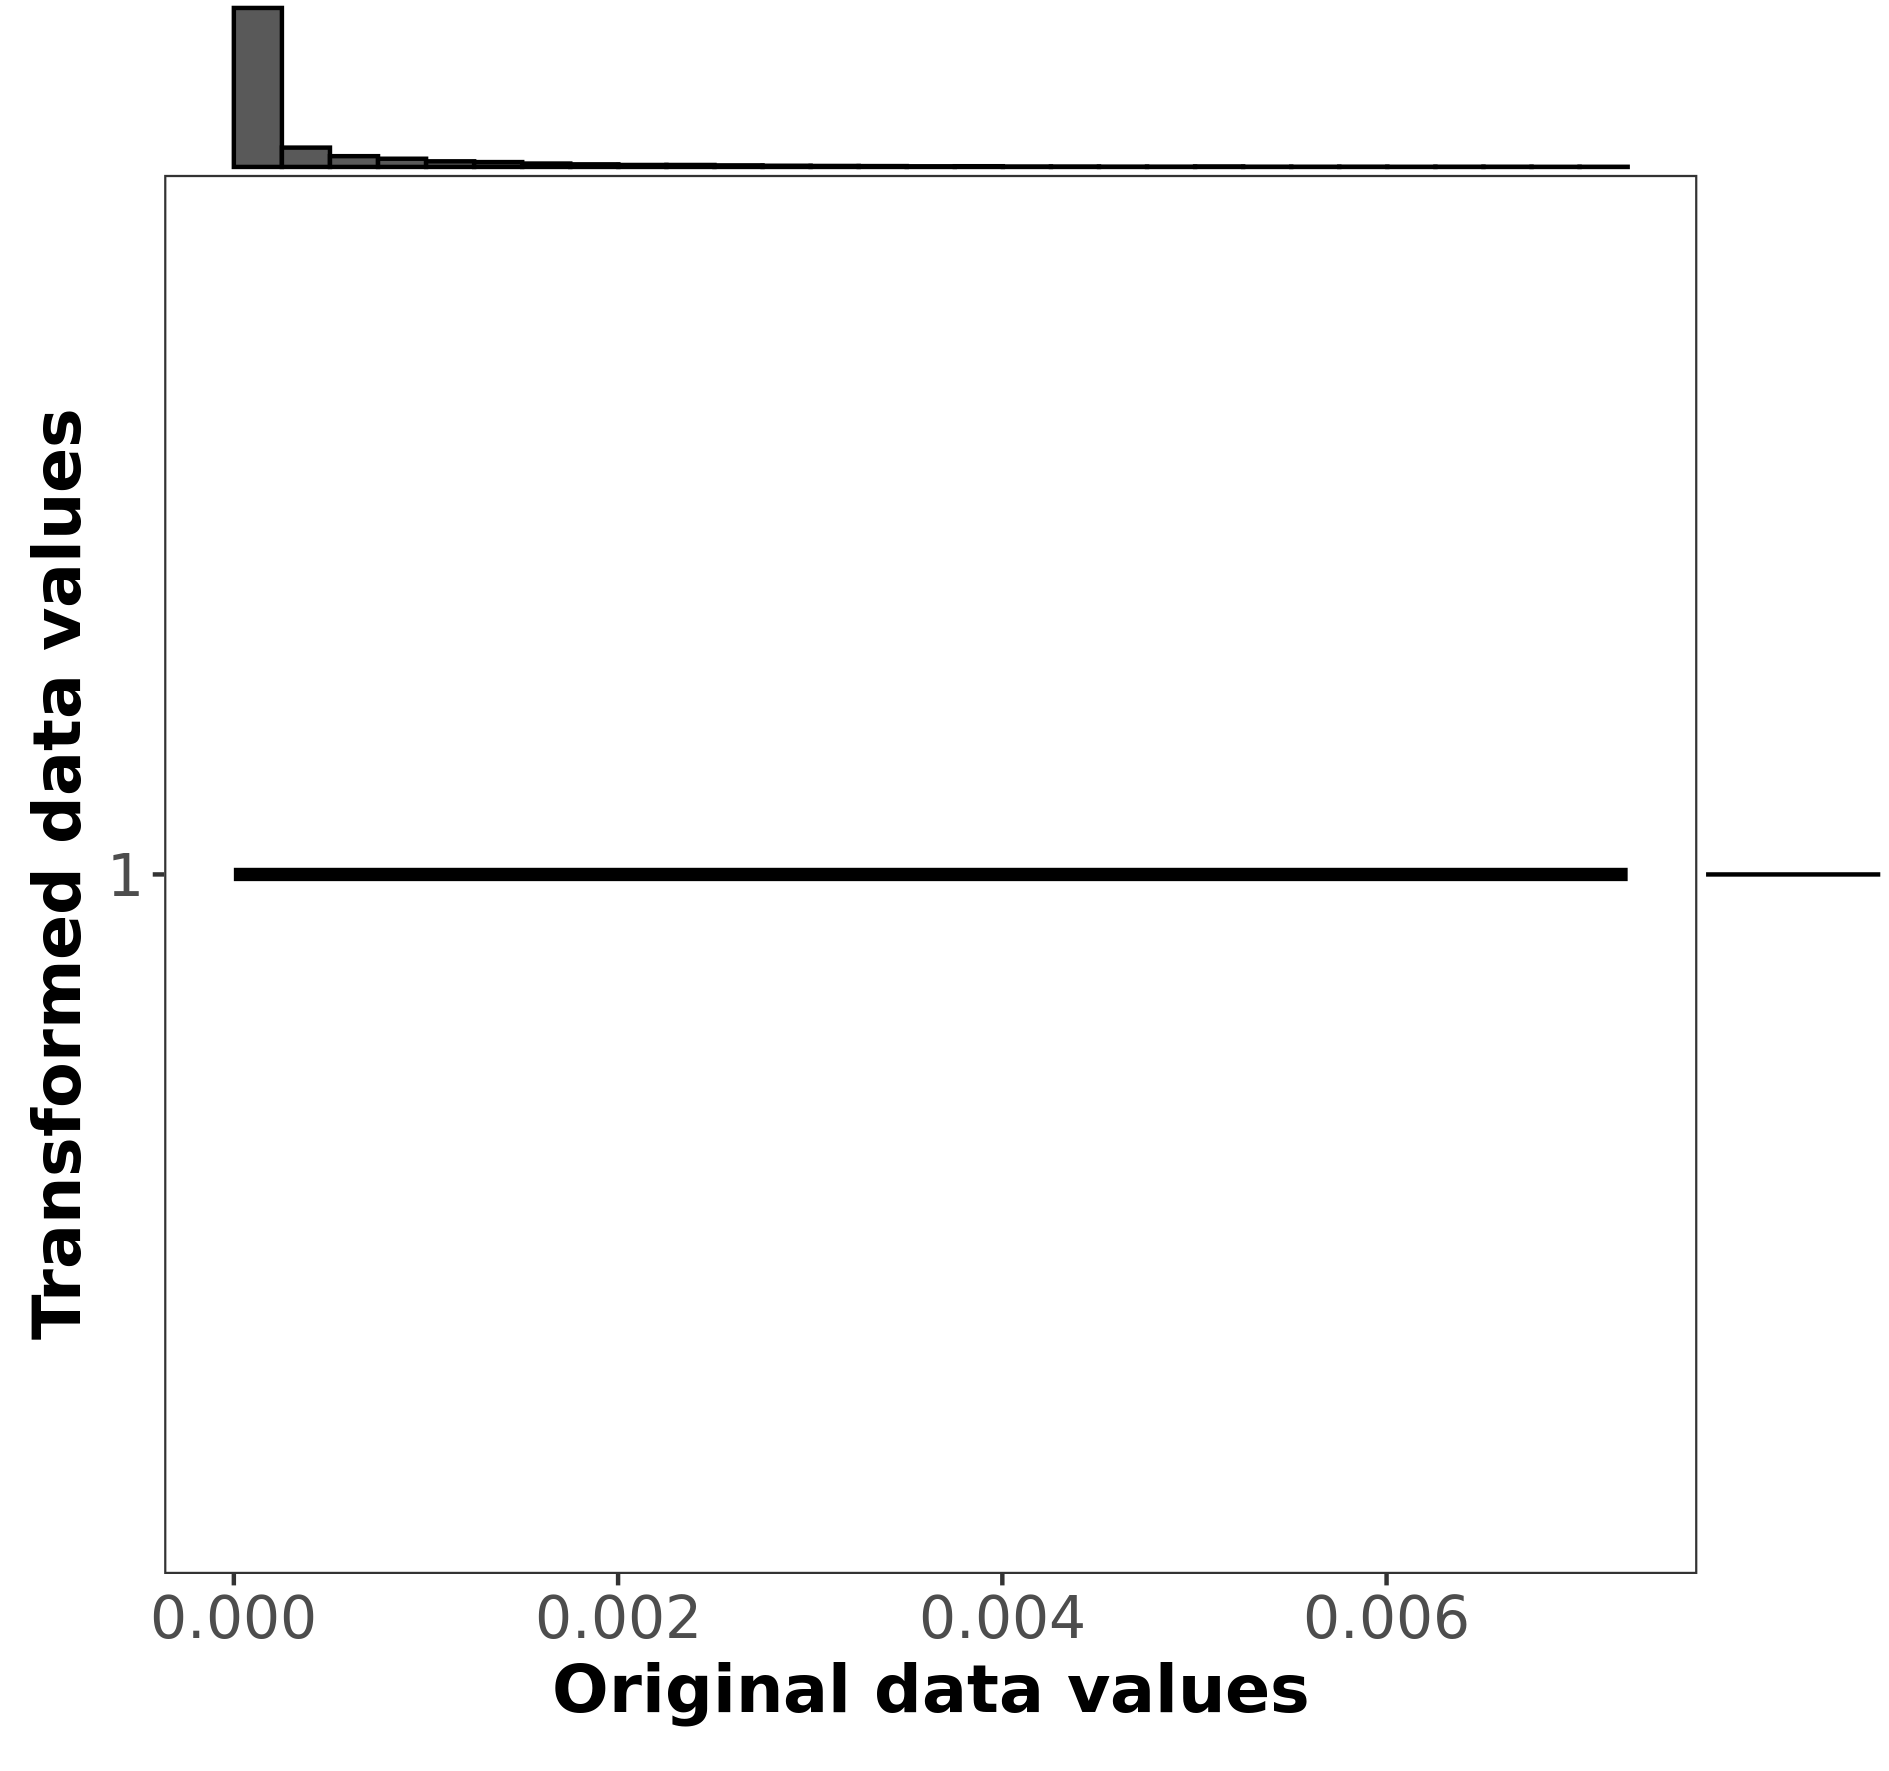 Transformed data values
1
0.000 0.002 0.004 0.006
Original data values